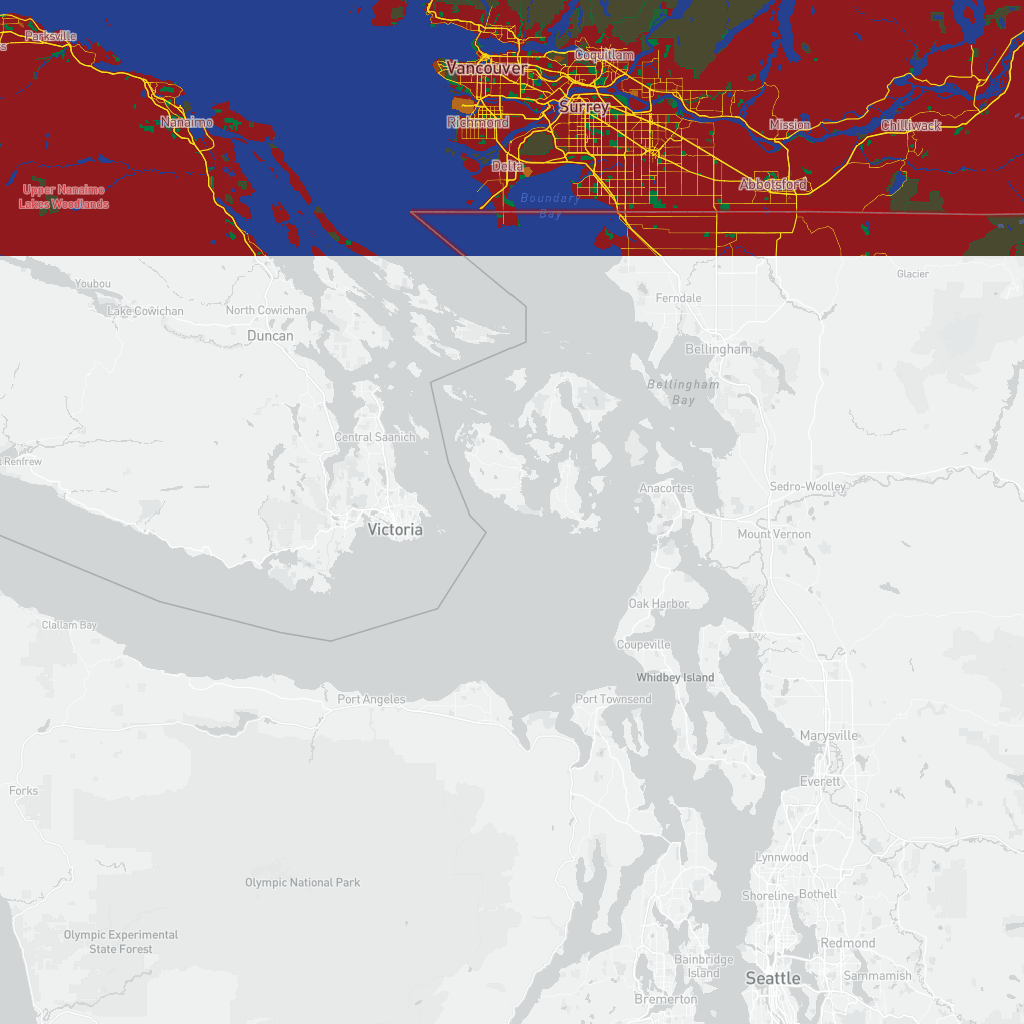 Parksville
s
Coquitlam
Vancouver
Surrey
Nanaimo
Richmond
Mission
Chilliwack
Delta
Abbotsford
Upper Nanaimo
Lakes Woodlands
Boundary
Bay
Youbou
Glacier
Lake Cowichan
North Cowichan
Ferndale
Duncan
Bellingham
Bellingham
Bay
Central Saanich
t Renfrew
Anacortes
Sedro-Woolley
Victoria
Mount Vernon
Oak Harbor
Clallam Bay
Coupeville
Whidbey Island
Port Angeles
Port Townsend
Marysville
Everett
Forks
Lynnwood
Olympic National Park
Shoreline
Bothell
Olympic Experimental
State Forest
Redmond
Bainbridge
Island
Seattle
Sammamish
Bremerton